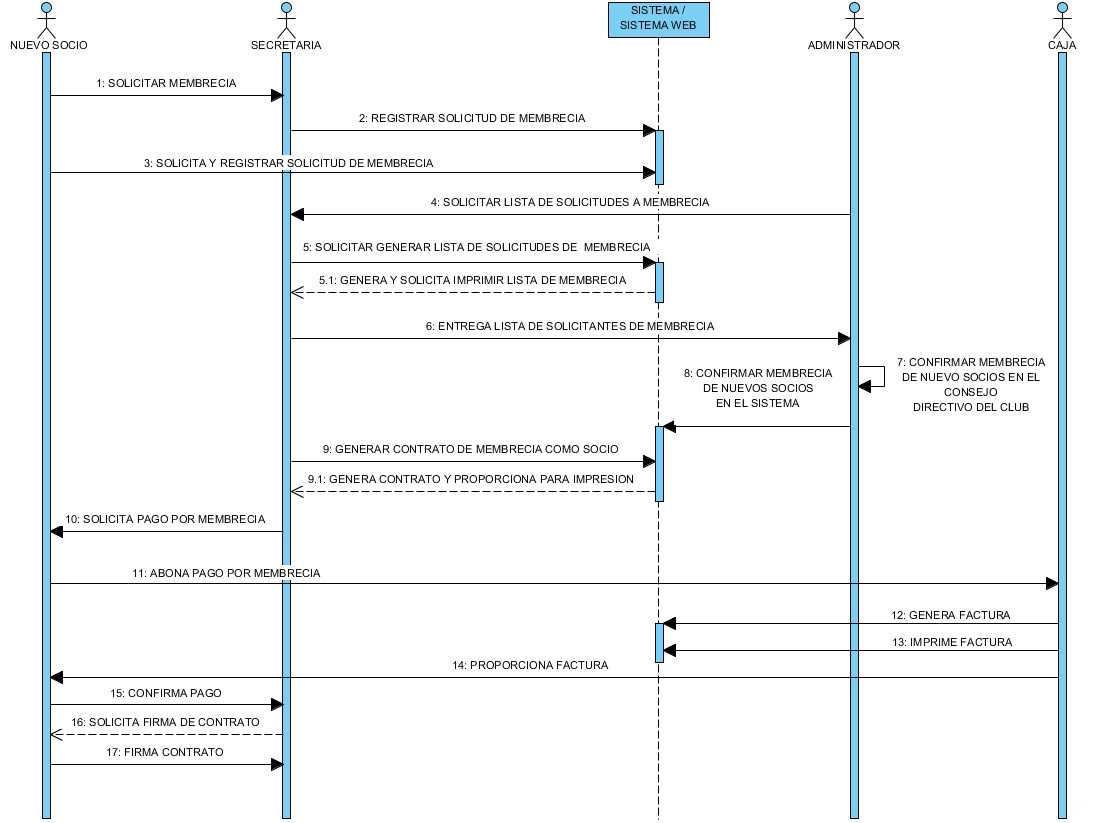 SISTEMA /
SISTEMA WEB
NUEVO SOCIO
SECRETARIA
ADMINISTRADOR
CAJA
1: SOLICITAR MEMBRECIA
2: REGISTRAR SOLICITUD DE MEMBRECIA
3: SOLICITA Y REGISTRAR SOLICITUD DE MEMBRECIA
4: SOLICITAR LISTA DE SOLICITUDES A MEMBRECIA
5: SOLICITAR GENERAR LISTA DE SOLICITUDES DE MEMBRECIA
5.1: GENERA Y SOLICITA IMPRIMIR LISTA DE MEMBRECIA
6: ENTREGA LISTA DE SOLICITANTES DE MEMBRECIA
7: CONFIRMAR MEMBRECIA
DE NUEVO SOCIOS EN EL
CONSEJO
DIRECTIVO DEL CLUB
8: CONFIRMAR MEMBRECIA
DE NUEVOS SOCIOS
EN EL SISTEMA
9: GENERAR CONTRATO DE MEMBRECIA COMO SOCIO
9.1: GENERA CONTRATO Y PROPORCIONA PARA IMPRESION
10: SOLICITA PAGO POR MEMBRECIA
11: ABONA PAGO POR MEMBRECIA
12: GENERA FACTURA
13: IMPRIME FACTURA
14: PROPORCIONA FACTURA
15: CONFIRMA PAGO
16: SOLICITA FIRMA DE CONTRATO
17: FIRMA CONTRATO